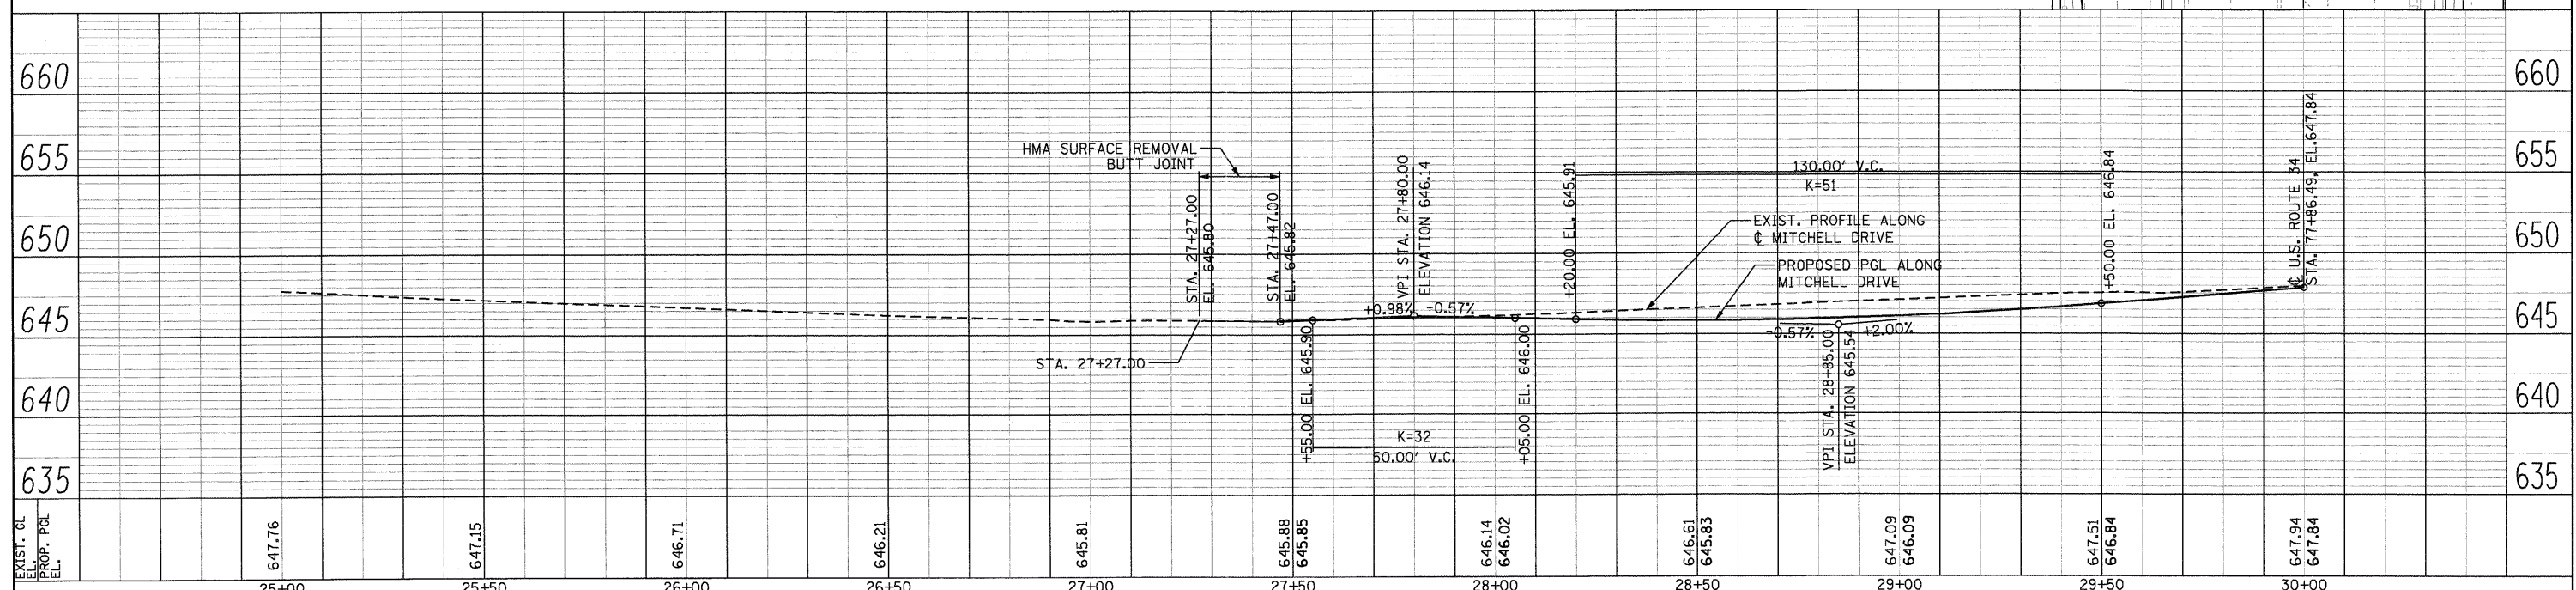 660
655
650
645
640
635
660
655
650
645
640
635
HMA SURFACE REMOVAL
BUTT JOINT
STA. 27+27.00
EL. 645.80
STA. 27+47.00
EL. 645.82
STA. 27+27.00
+55.00 EL. 645.90
+0.98%
-0.57%
VPI STA. 27+80.00
ELEVATION 646.14
K=32
50.00' V.C.
+05.00 EL. 646.00
+20.00 EL. 645.91
130.00' V.C.
K=51
EXIST. PROFILE ALONG
℄ MITCHELL DRIVE
PROPOSED PGL ALONG
MITCHELL DRIVE
-0.57%
+2.00%
VPI STA. 28+85.00
ELEVATION 645.54
+50.00 EL. 646.84
℄ U.S. ROUTE 34
STA. 77+86.49, EL.647.84
EXIST. GL
EL.
PROP. PGL
EL.
647.76
647.15
646.71
646.21
645.81
645.88
645.85
646.14
646.02
646.61
645.83
647.09
646.09
647.51
646.84
647.94
647.84
25+00
25+50
26+00
26+50
27+00
27+50
28+00
28+50
29+00
29+50
30+00